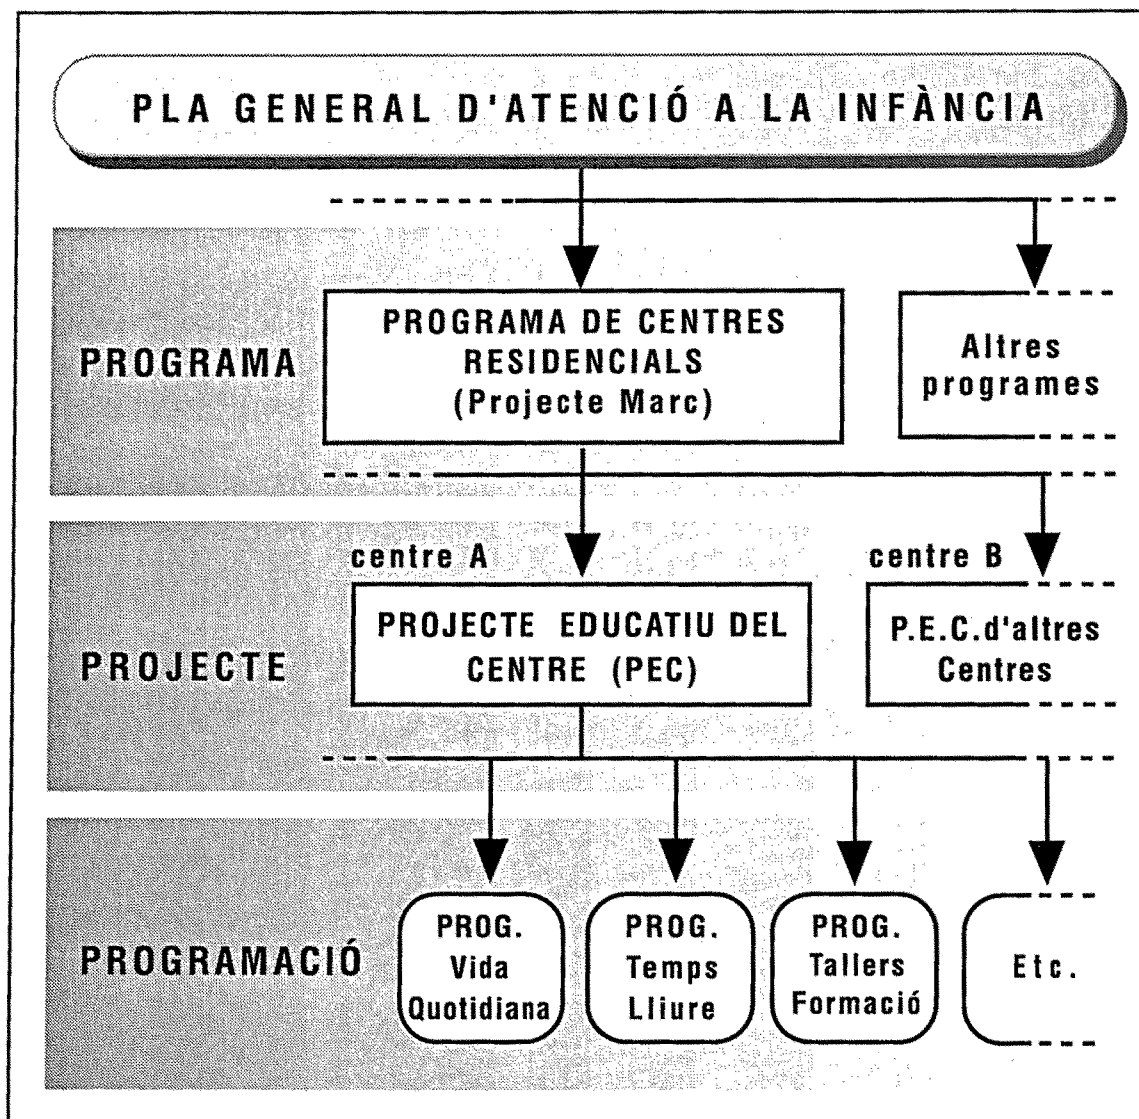 PLA GENERAL D'ATENCIÓ A LA INFÀNCIA
PROGRAMA
PROGRAMA DE CENTRES
RESIDENCIALS
(Projecte Marc)
Altres
programes
PROJECTE
centre A
PROJECTE EDUCATIU DEL
CENTRE (PEC)
centre B
P.E.C.d'altres
Centres
PROGRAMACIÓ
PROG.
Vida
Quotidiana
PROG.
Temps
Lliure
PROG.
Tallers
Formació
Etc.